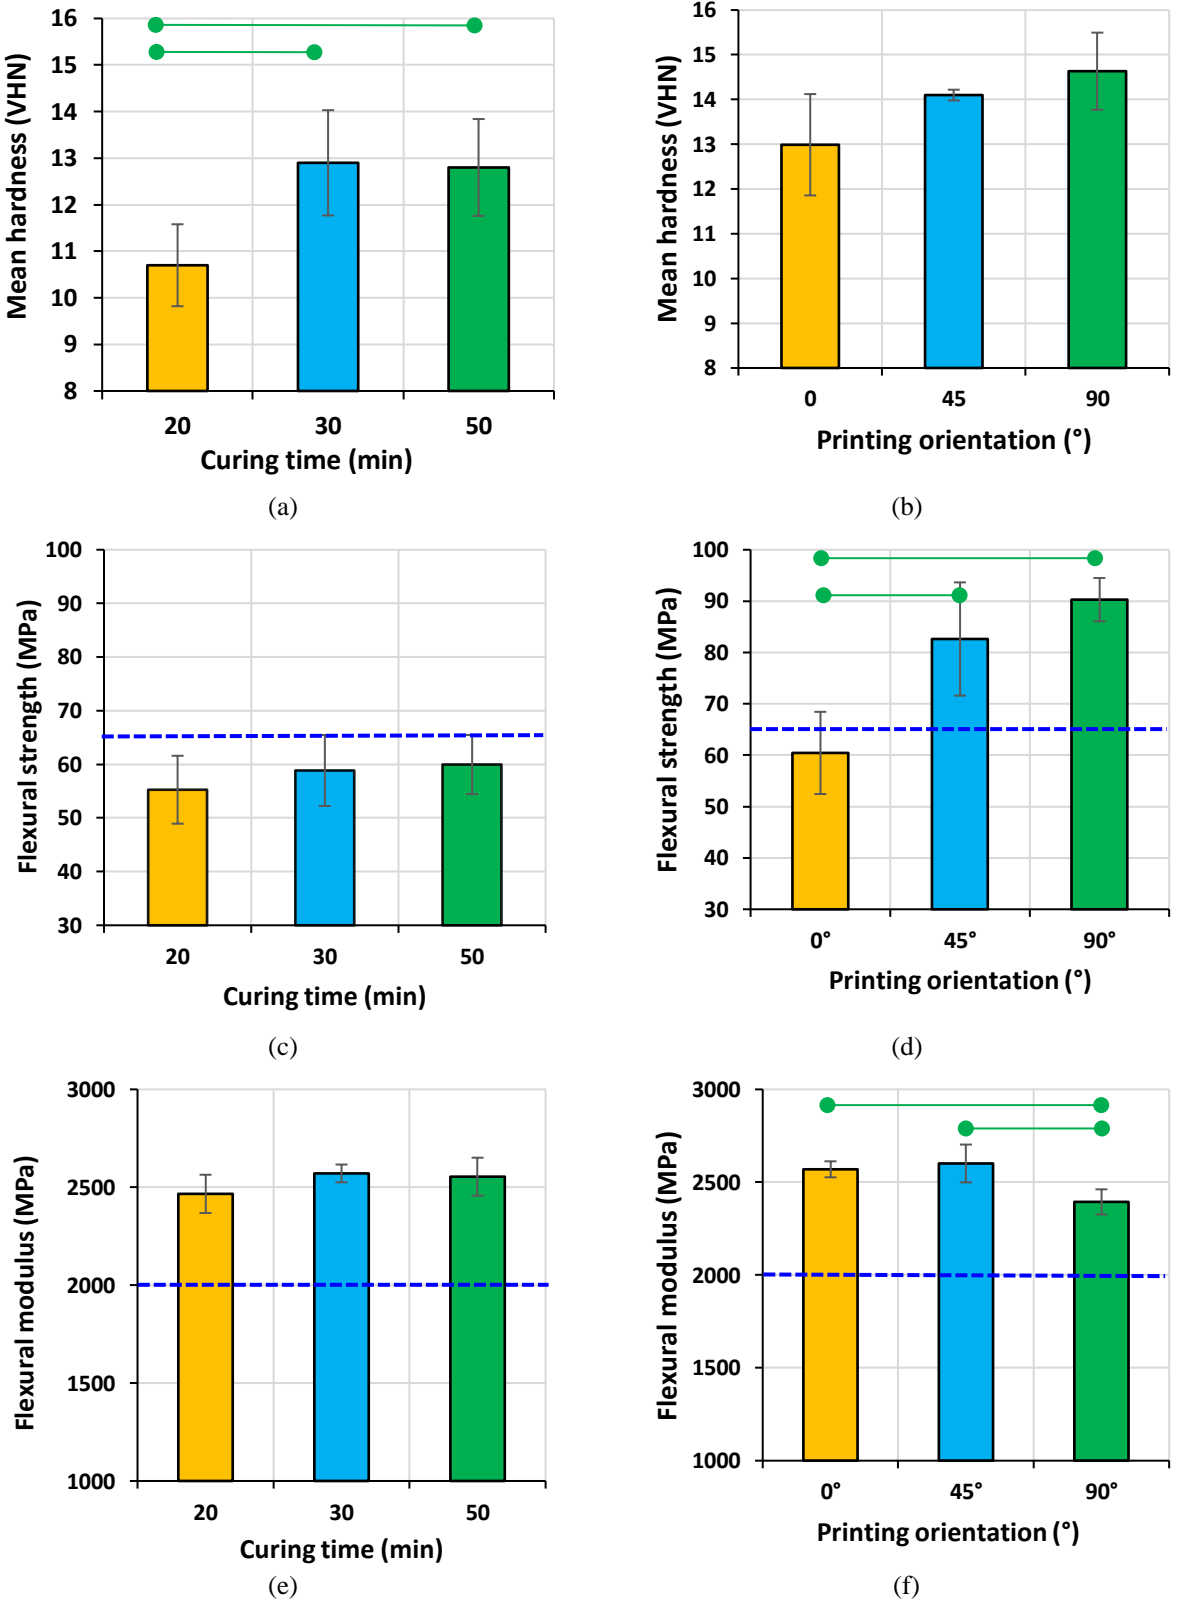 Mean hardness (VHN)
16
15
14
13
12
11
10
9
8
20 30 50
Curing time (min)
(a)
Mean hardness (VHN)
16
15
14
13
12
11
10
9
8
0 45 90
Printing orientation (°)
(b)
Flexural strength (MPa)
100
90
80
70
60
50
40
30
20 30 50
Curing time (min)
(c)
Flexural strength (MPa)
100
90
80
70
60
50
40
30
0° 45° 90°
Printing orientation (°)
(d)
Flexural modulus (MPa)
3000
2500
2000
1500
1000
20 30 50
Curing time (min)
(e)
Flexural modulus (MPa)
3000
2500
2000
1500
1000
0° 45° 90°
Printing orientation (°)
(f)